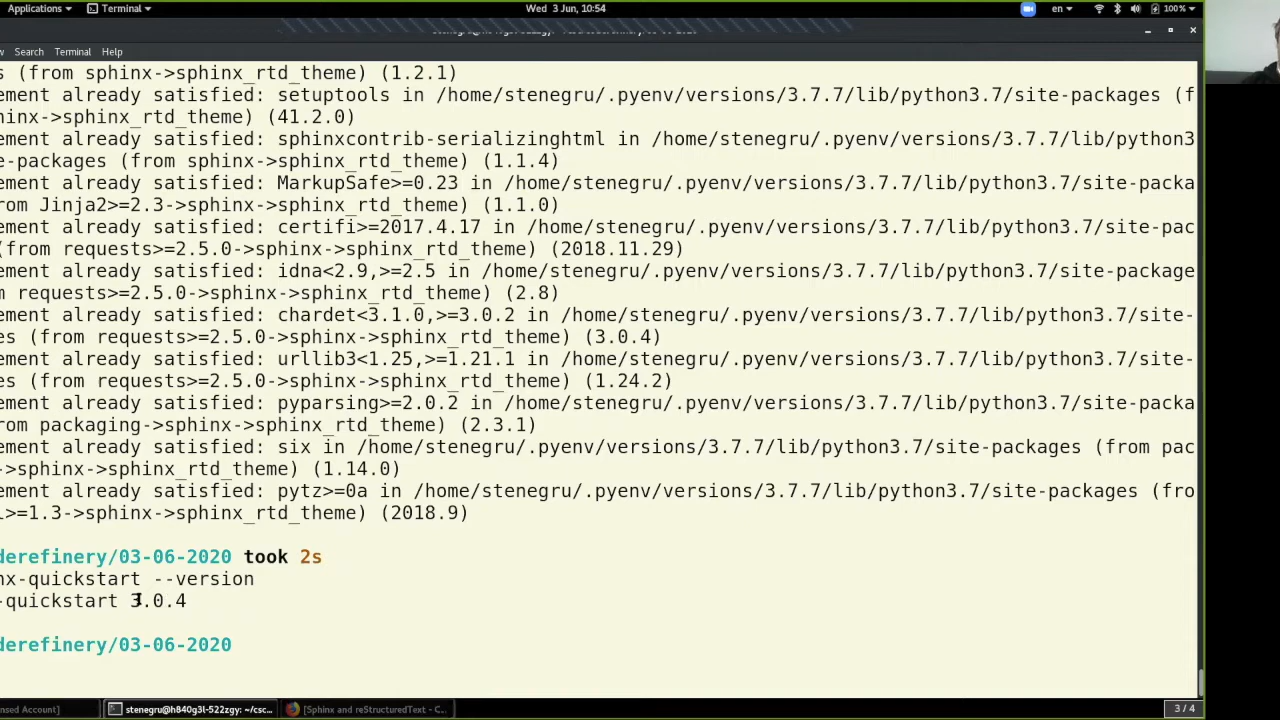 Applications
Terminal
Wed 3 Jun, 10:54
en
100%
Search Terminal Help
s (from sphinx->sphinx_rtd_theme) (1.2.1)
ement already satisfied: setuptools in /home/stenegru/.pyenv/versions/3.7.7/lib/python3.7/site-packages (f
hinx->sphinx_rtd_theme) (41.2.0)
ement already satisfied: sphinxcontrib-serializinghtml in /home/stenegru/.pyenv/versions/3.7.7/lib/python3
e-packages (from sphinx->sphinx_rtd_theme) (1.1.4)
ement already satisfied: MarkupSafe>=0.23 in /home/stenegru/.pyenv/versions/3.7.7/lib/python3.7/site-packa
rom Jinja2>=2.3->sphinx->sphinx_rtd_theme) (1.1.0)
ement already satisfied: certifi>=2017.4.17 in /home/stenegru/.pyenv/versions/3.7.7/lib/python3.7/site-pac
(from requests>=2.5.0->sphinx->sphinx_rtd_theme) (2018.11.29)
ement already satisfied: idna<2.9,>=2.5 in /home/stenegru/.pyenv/versions/3.7.7/lib/python3.7/site-package
m requests>=2.5.0->sphinx->sphinx_rtd_theme) (2.8)
ement already satisfied: chardet<3.1.0,>=3.0.2 in /home/stenegru/.pyenv/versions/3.7.7/lib/python3.7/site-
es (from requests>=2.5.0->sphinx->sphinx_rtd_theme) (3.0.4)
ement already satisfied: urllib3<1.25,>=1.21.1 in /home/stenegru/.pyenv/versions/3.7.7/lib/python3.7/site-
es (from requests>=2.5.0->sphinx->sphinx_rtd_theme) (1.24.2)
ement already satisfied: pyparsing>=2.0.2 in /home/stenegru/.pyenv/versions/3.7.7/lib/python3.7/site-packa
rom packaging->sphinx->sphinx_rtd_theme) (2.3.1)
ement already satisfied: six in /home/stenegru/.pyenv/versions/3.7.7/lib/python3.7/site-packages (from pac
->sphinx->sphinx_rtd_theme) (1.14.0)
ement already satisfied: pytz>=0a in /home/stenegru/.pyenv/versions/3.7.7/lib/python3.7/site-packages (fro
l>=1.3->sphinx->sphinx_rtd_theme) (2018.9)
derefinery/03-06-2020 took 2s
nx-quickstart --version
-quickstart 3.0.4
derefinery/03-06-2020
nsed Account]
stenegru@h840g3l-522zgy: ~/csc...
[Sphinx and reStructuredText - C...
3 / 4